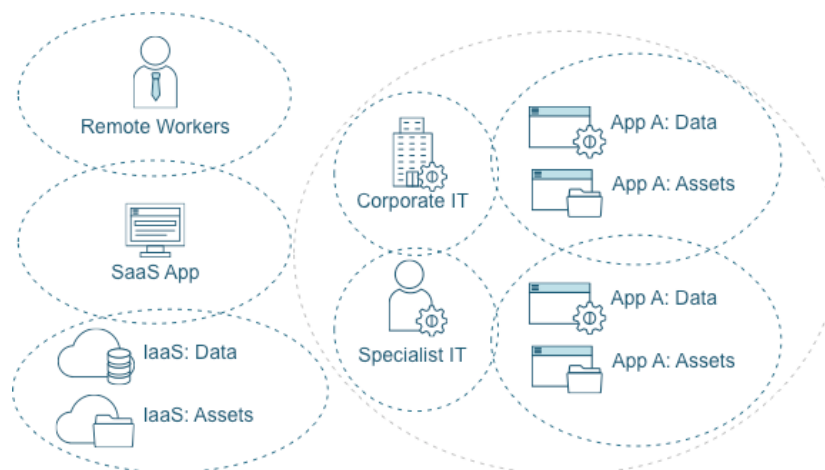 Remote Workers
SaaS App
IaaS: Data
IaaS: Assets
Corporate IT
Specialist IT
App A: Data
App A: Assets
App A: Data
App A: Assets